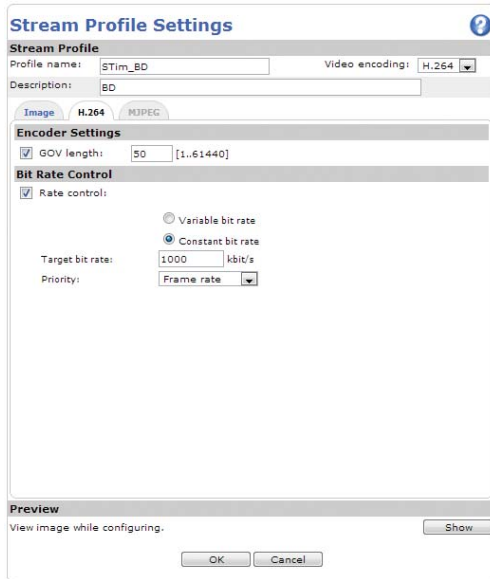 Stream Profile Settings
?
Stream Profile
Profile name: STim_BD Video encoding: H.264
Description: BD
Image H.264 MJPEG
Encoder Settings
GOV length: 50 [1..61440]
Bit Rate Control
Rate control:
Variable bit rate
Constant bit rate
Target bit rate: 1000 kbit/s
Priority: Frame rate
Preview
View image while configuring. Show
OK Cancel